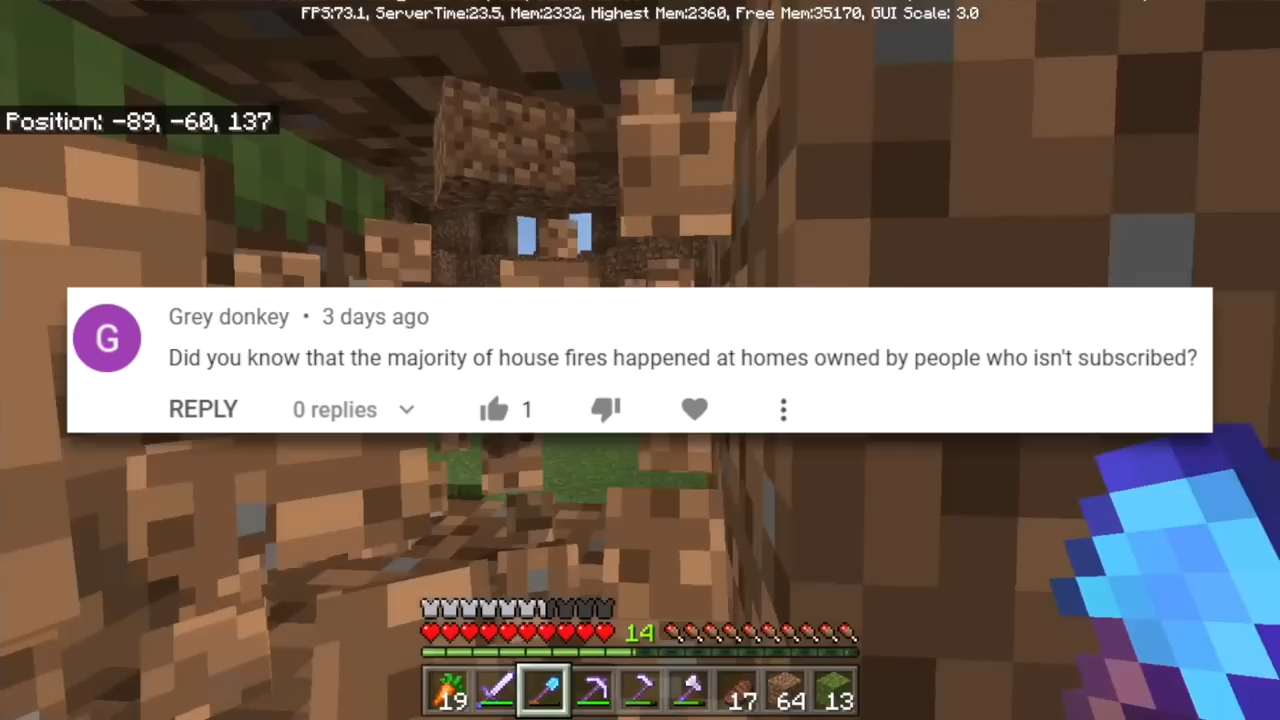 FPS:73.1, ServerTime:23.5, Mem:2332, Highest Mem:2360, Free Mem:35170, GUI Scale: 3.0
Position: -89, -60, 137
G
Grey donkey • 3 days ago
Did you know that the majority of house fires happened at homes owned by people who isn't subscribed?
REPLY 0 replies 1
14
19 17 64 13